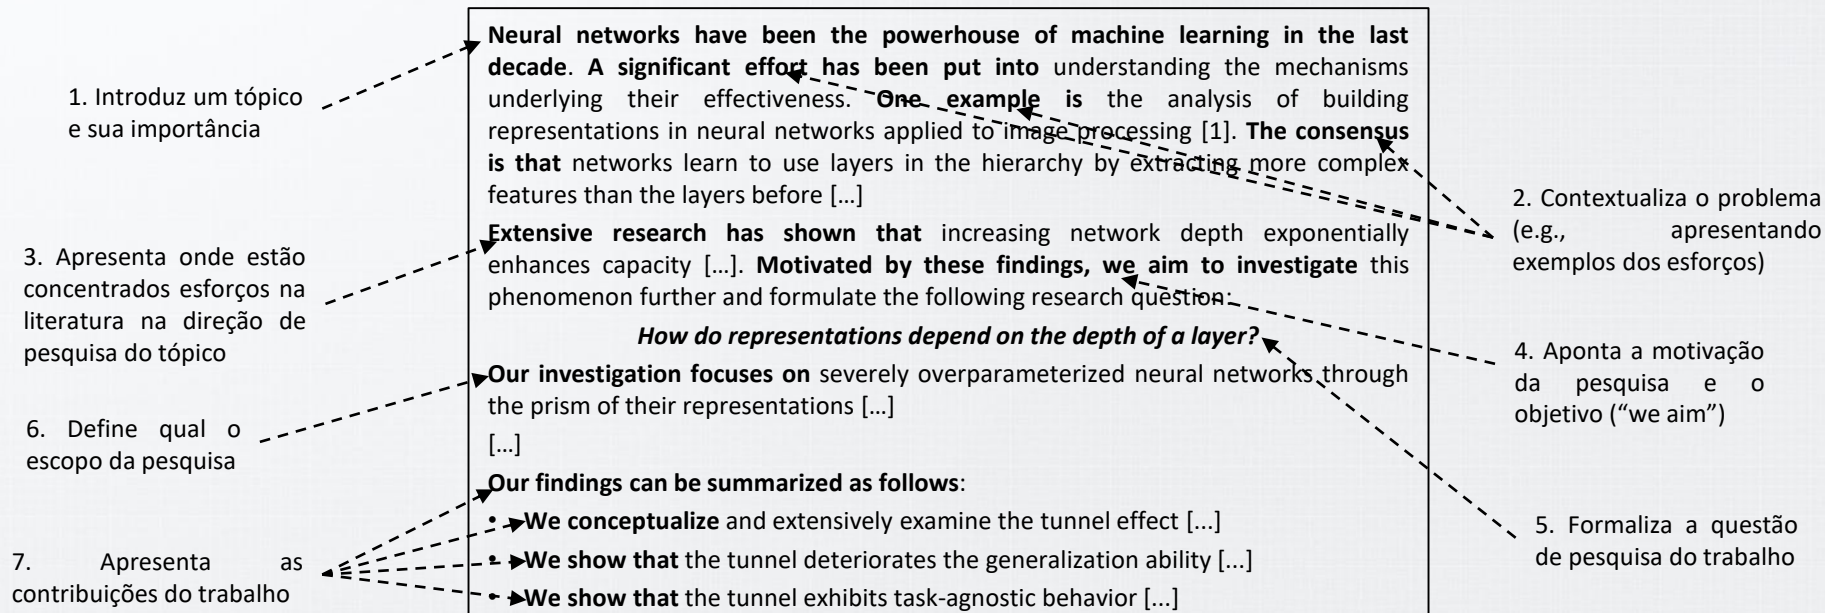 1. Introduz um tópico
e sua importância
3. Apresenta onde estão
concentrados esforços na
literatura na direção de
pesquisa do tópico
6. Define qual o
escopo da pesquisa
7. Apresenta as
contribuições do trabalho
Neural networks have been the powerhouse of machine learning in the last
decade. A significant effort has been put into understanding the mechanisms
underlying their effectiveness. One example is the analysis of building
representations in neural networks applied to image processing [1]. The consensus
is that networks learn to use layers in the hierarchy by extracting more complex
features than the layers before […]
Extensive research has shown that increasing network depth exponentially
enhances capacity […]. Motivated by these findings, we aim to investigate this
phenomenon further and formulate the following research question:
How do representations depend on the depth of a layer?
Our investigation focuses on severely overparameterized neural networks through
the prism of their representations […]
[…]
Our findings can be summarized as follows:
• We conceptualize and extensively examine the tunnel effect [...]
• We show that the tunnel deteriorates the generalization ability [...]
• We show that the tunnel exhibits task-agnostic behavior [...]
2. Contextualiza o problema
(e.g., apresentando
exemplos dos esforços)
4. Aponta a motivação
da pesquisa e o
objetivo (“we aim”)
5. Formaliza a questão
de pesquisa do trabalho